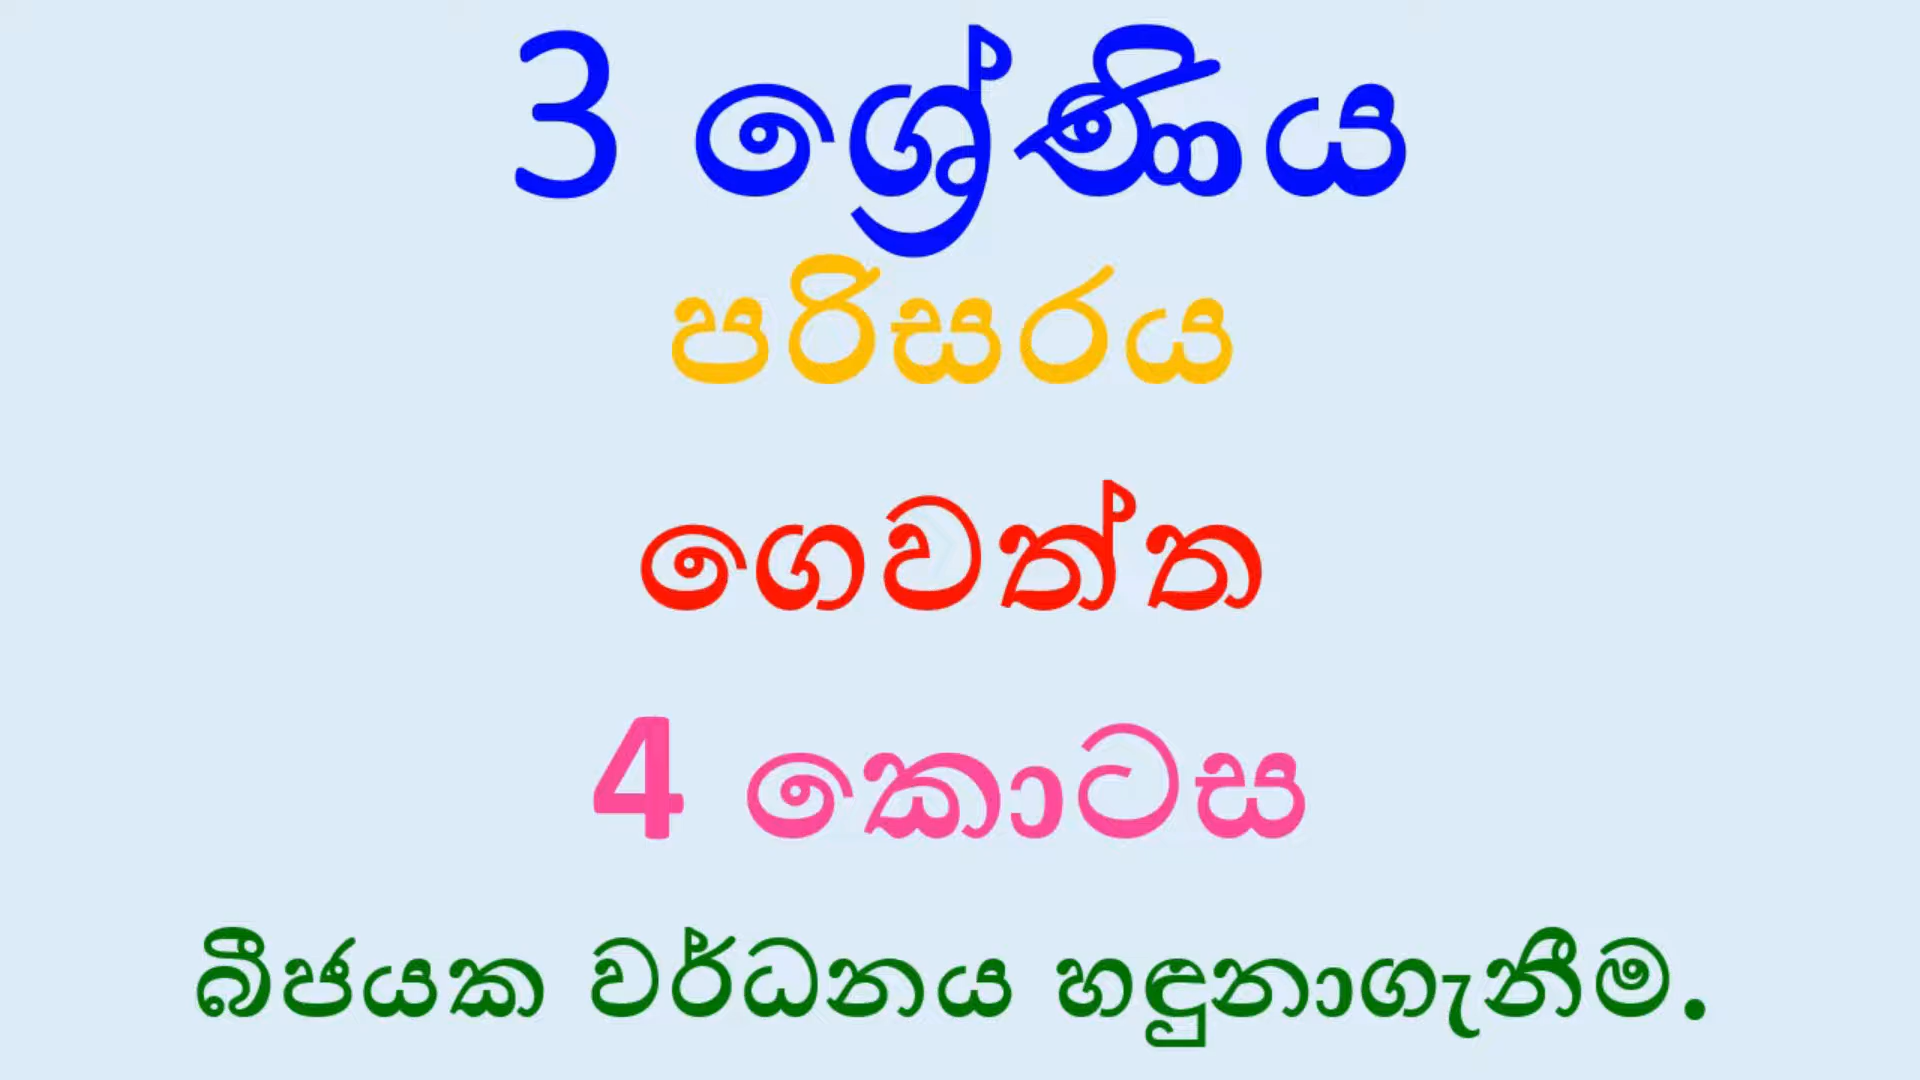 3 ශ්‍රේණිය
පරිසරය
ගෙවත්ත
4 කොටස
බීජයක වර්ධනය හඳුනාගැනීම.